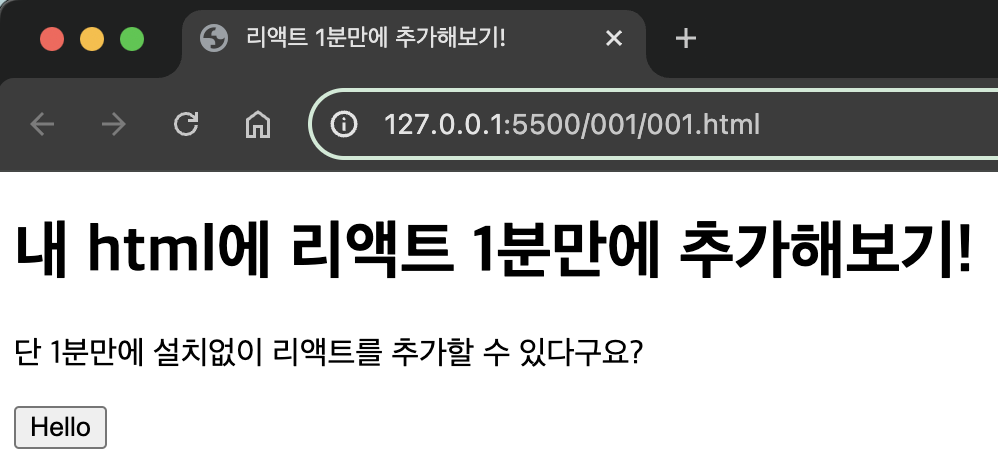 리액트 1분만에 추가해보기!
127.0.0.1:5500/001/001.html
내 html에 리액트 1분만에 추가해보기!
단 1분만에 설치없이 리액트를 추가할 수 있다구요?
Hello